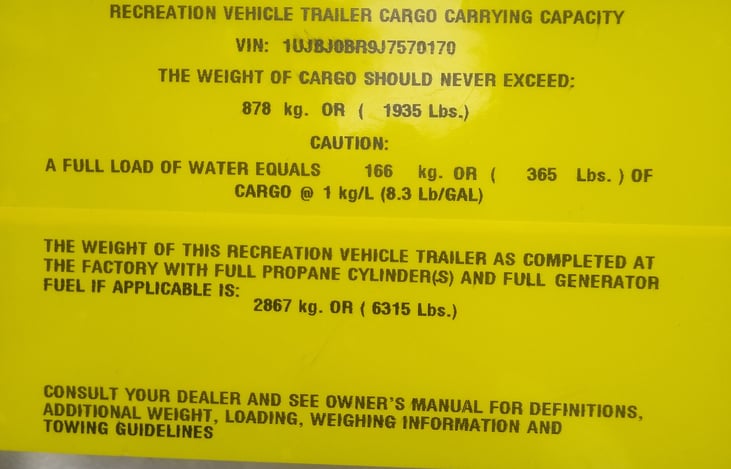 RECREATION VEHICLE TRAILER CARGO CARRYING CAPACITY
VIN: 1UJBJ0BR9J7570170
THE WEIGHT OF CARGO SHOULD NEVER EXCEED:
878 kg. OR ( 1935 Lbs.)
CAUTION:
A FULL LOAD OF WATER EQUALS 166 kg. OR ( 365 Lbs. ) OF
CARGO @ 1 kg/L (8.3 Lb/GAL)
THE WEIGHT OF THIS RECREATION VEHICLE TRAILER AS COMPLETED AT
THE FACTORY WITH FULL PROPANE CYLINDER(S) AND FULL GENERATOR
FUEL IF APPLICABLE IS:
2867 kg. OR ( 6315 Lbs.)
CONSULT YOUR DEALER AND SEE OWNER'S MANUAL FOR DEFINITIONS,
ADDITIONAL WEIGHT, LOADING, WEIGHING INFORMATION AND
TOWING GUIDELINES